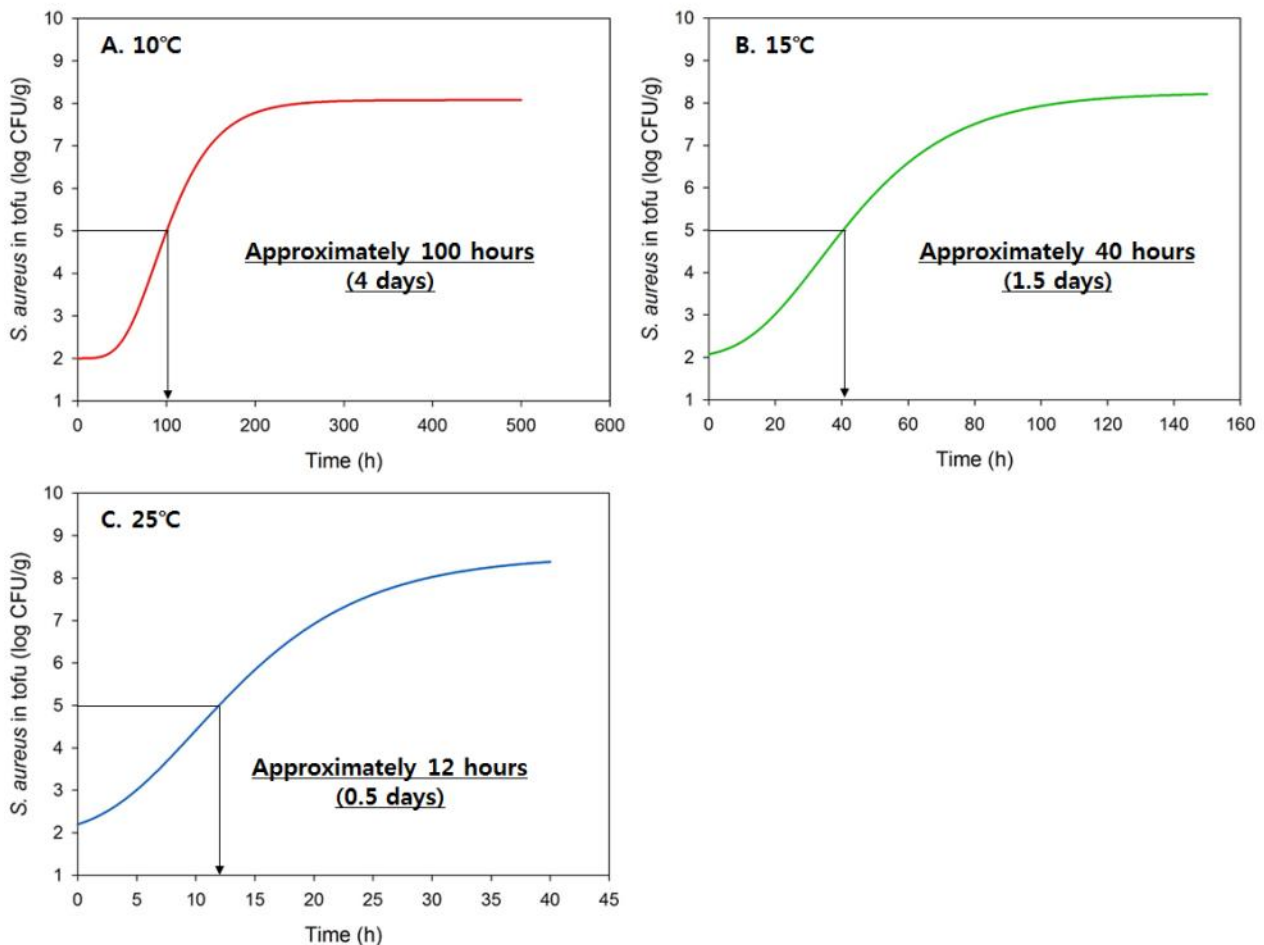 A. 10℃
S. aureus in tofu (log CFU/g)
10
9
8
7
6
5
4
3
2
1
Approximately 100 hours
(4 days)
0 100 200 300 400 500 600
Time (h)
B. 15℃
S. aureus in tofu (log CFU/g)
10
9
8
7
6
5
4
3
2
1
Approximately 40 hours
(1.5 days)
0 20 40 60 80 100 120 140 160
Time (h)
C. 25℃
S. aureus in tofu (log CFU/g)
10
9
8
7
6
5
4
3
2
1
Approximately 12 hours
(0.5 days)
0 5 10 15 20 25 30 35 40 45
Time (h)